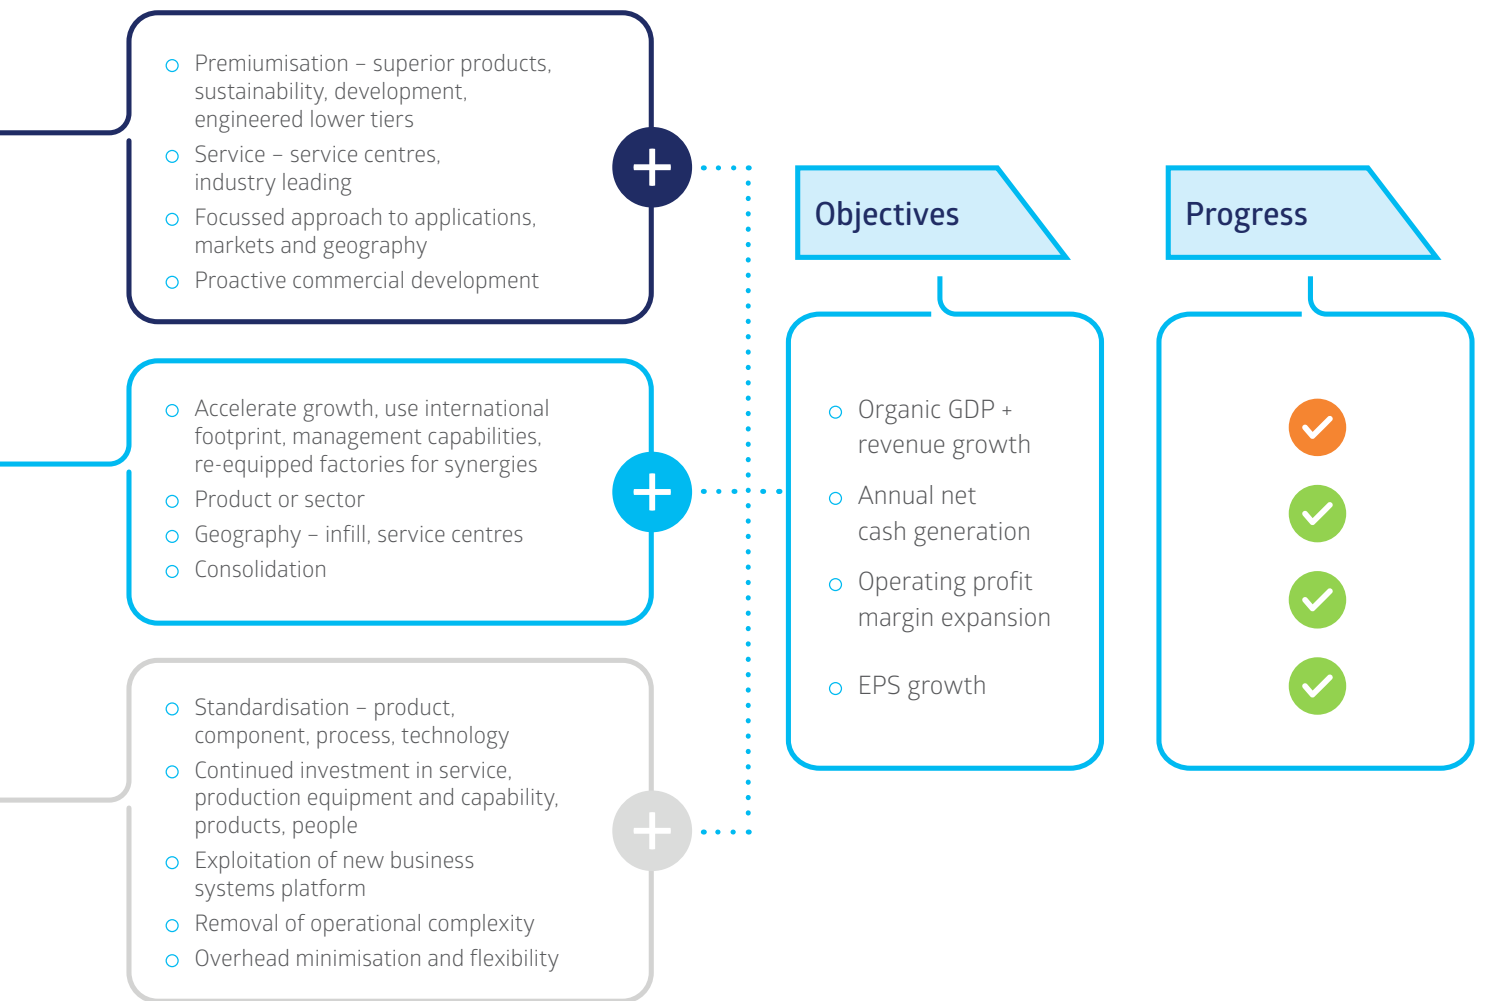 Premiumisation – superior products,
sustainability, development,
engineered lower tiers
Service – service centres,
industry leading
Focussed approach to applications,
markets and geography
Proactive commercial development
Accelerate growth, use international
footprint, management capabilities,
re-equipped factories for synergies
Product or sector
Geography – infill, service centres
Consolidation
Standardisation – product,
component, process, technology
Continued investment in service,
production equipment and capability,
products, people
Exploitation of new business
systems platform
Removal of operational complexity
Overhead minimisation and flexibility
Objectives
Organic GDP +
revenue growth
Annual net
cash generation
Operating profit
margin expansion
EPS growth
Progress